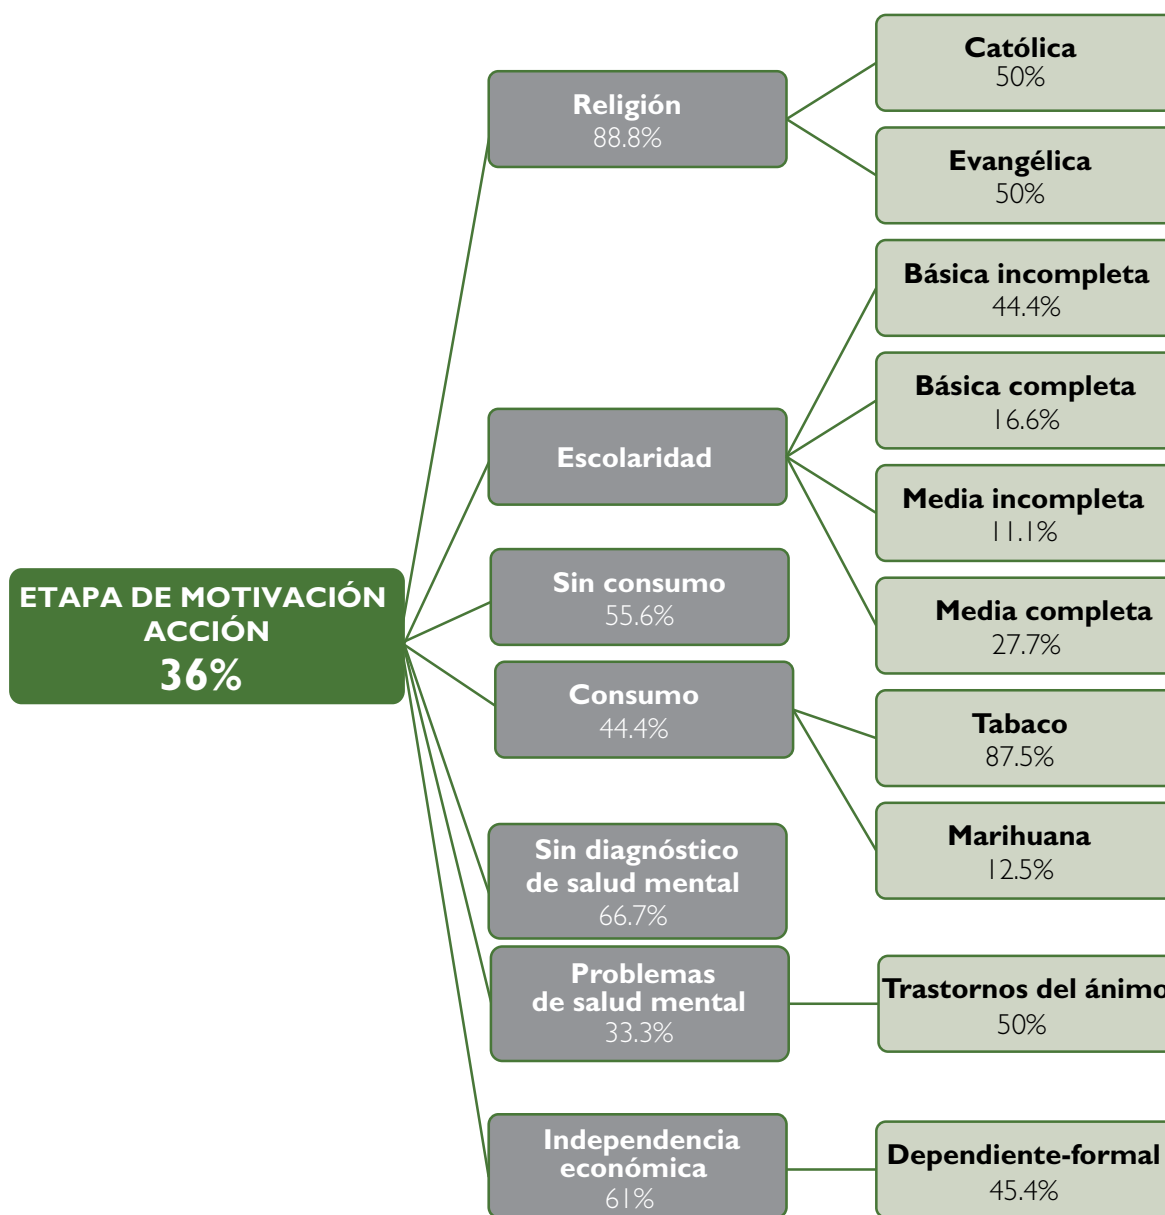 Católica
50%
Religión
88.8%
Evangélica
50%
Básica incompleta
44.4%
Básica completa
16.6%
Escolaridad
Media incompleta
11.1%
Media completa
27.7%
ETAPA DE MOTIVACIÓN
ACCIÓN
36%
Sin consumo
55.6%
Consumo
44.4%
Tabaco
87.5%
Marihuana
12.5%
Sin diagnóstico
de salud mental
66.7%
Problemas
de salud mental
33.3%
Trastornos del ánimo
50%
Independencia
económica
61%
Dependiente-formal
45.4%